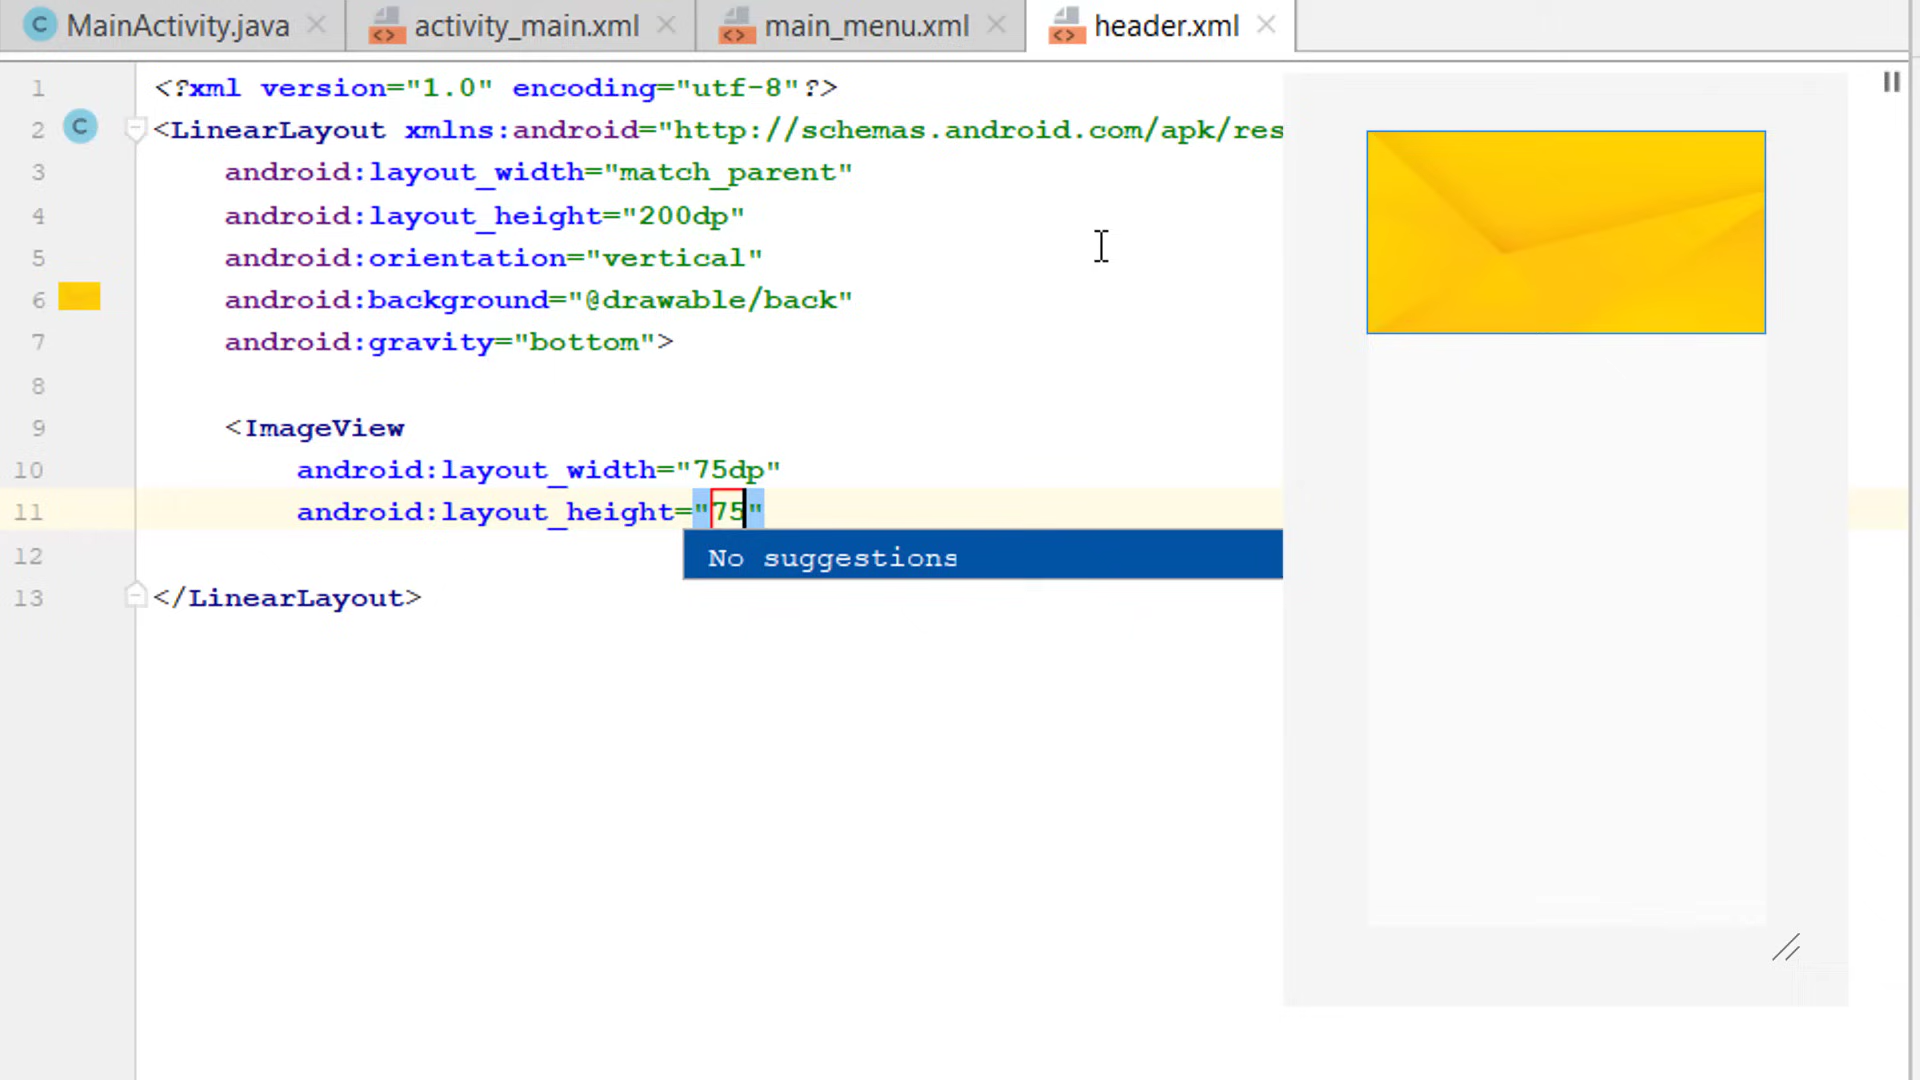 MainActivity.java activity_main.xml main_menu.xml header.xml
1 <?xml version="1.0" encoding="utf-8"?>
2 C <LinearLayout xmlns:android="http://schemas.android.com/apk/res
3 android:layout_width="match_parent"
4 android:layout_height="200dp"
5 android:orientation="vertical"
6 android:background="@drawable/back"
7 android:gravity="bottom">
8
9 <ImageView
10 android:layout_width="75dp"
11 android:layout_height="75"
12 No suggestions
13 </LinearLayout>